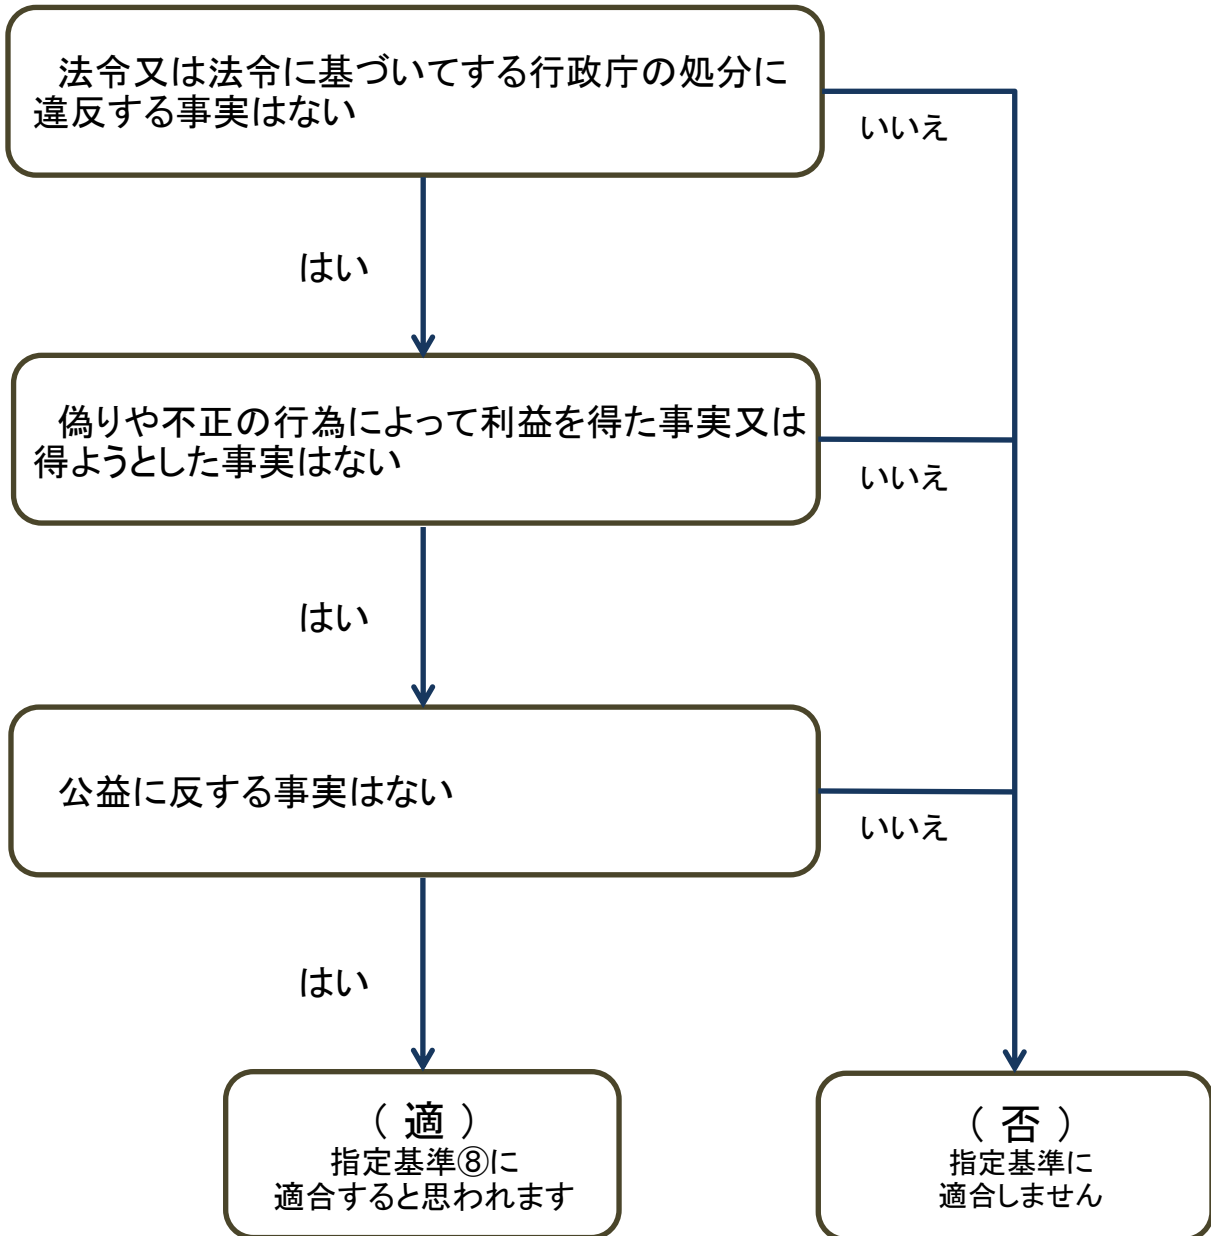 法令又は法令に基づいてする行政庁の処分に
違反する事実はない
いいえ
はい
偽りや不正の行為によって利益を得た事実又は
得ようとした事実はない
いいえ
はい
公益に反する事実はない
いいえ
はい
（ 適 ）
指定基準⑧に
適合すると思われます
（ 否 ）
指定基準に
適合しません